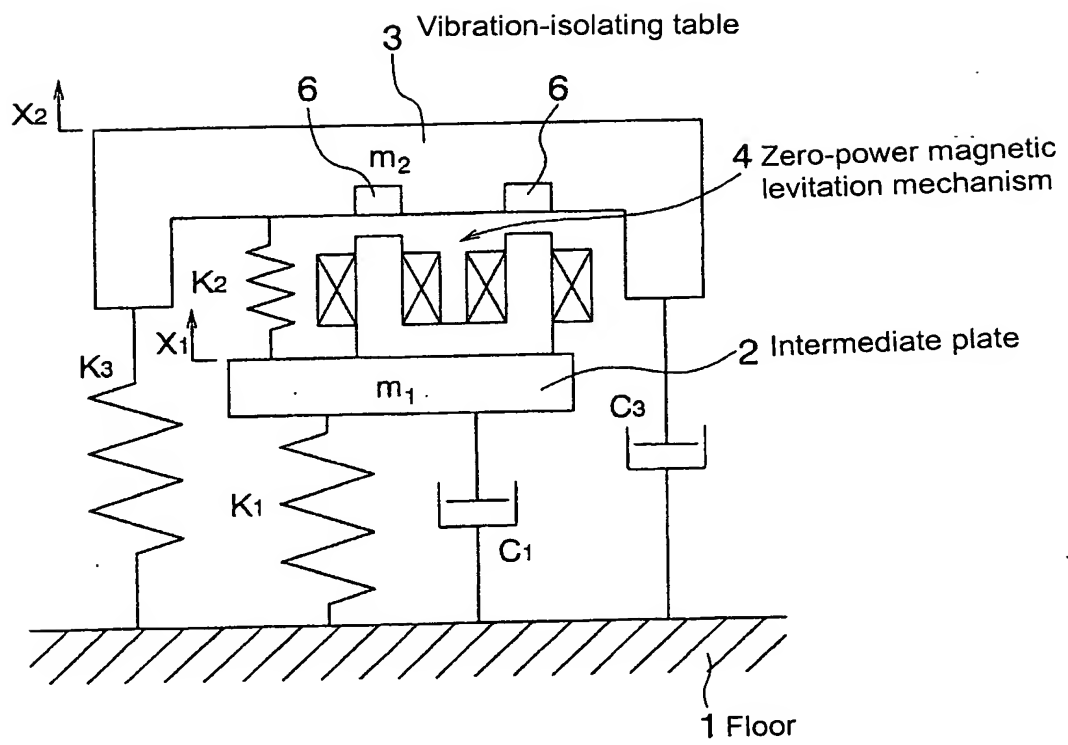 3 Vibration-isolating table
6
6
X2
m2
4 Zero-power magnetic
levitation mechanism
K2
X1
K3
2 Intermediate plate
m1
C3
K1
C1
1 Floor